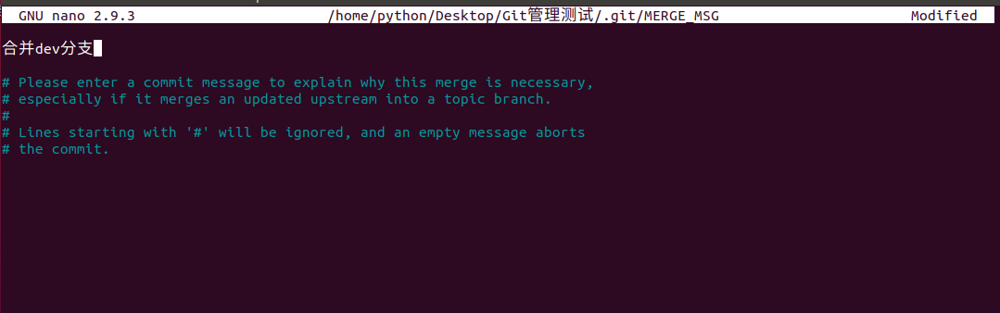 GNU nano 2.9.3 /home/python/Desktop/Git管理测试/.git/MERGE_MSG Modified
合并dev分支
# Please enter a commit message to explain why this merge is necessary,
# especially if it merges an updated upstream into a topic branch.
#
# Lines starting with '#' will be ignored, and an empty message aborts
# the commit.